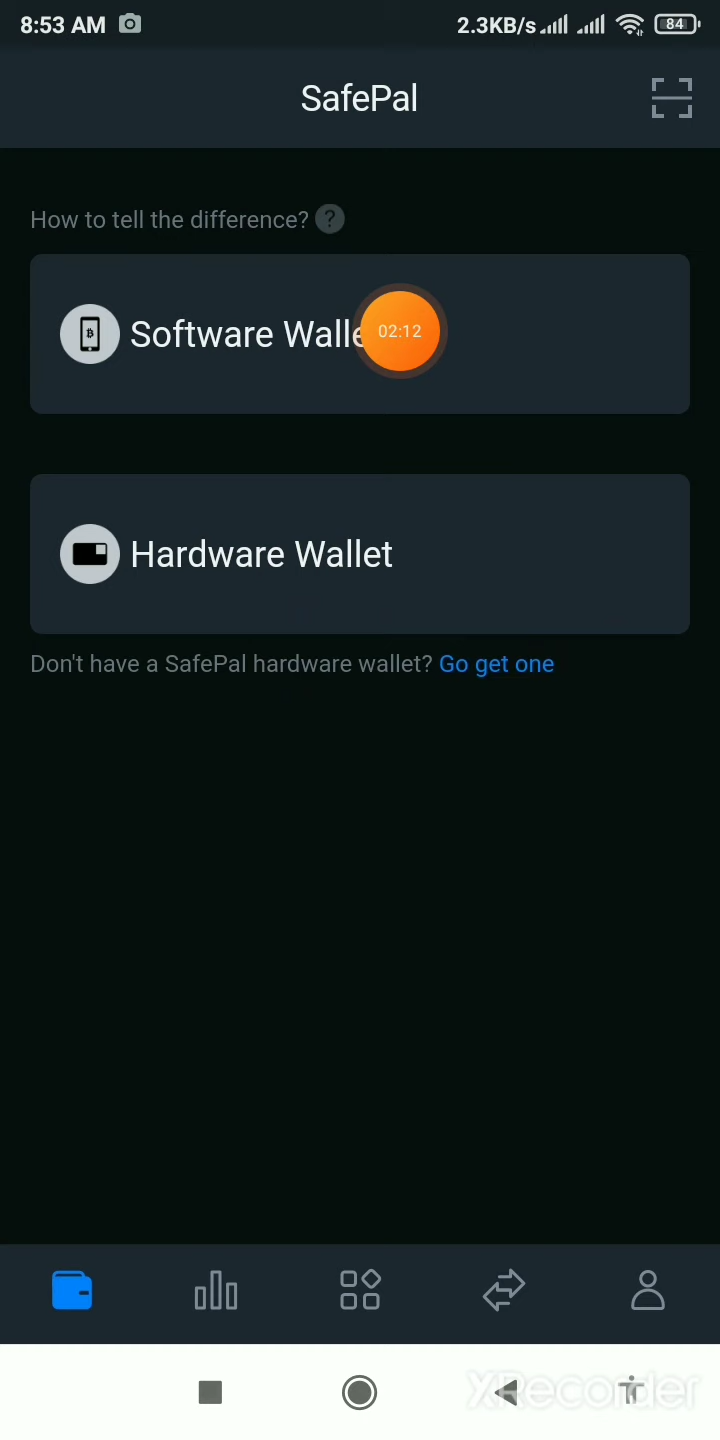 8:53 AM 2.3KB/s 84
SafePal
How to tell the difference? ?
Software Walle
02:12
Hardware Wallet
Don't have a SafePal hardware wallet? Go get one
XRecorder